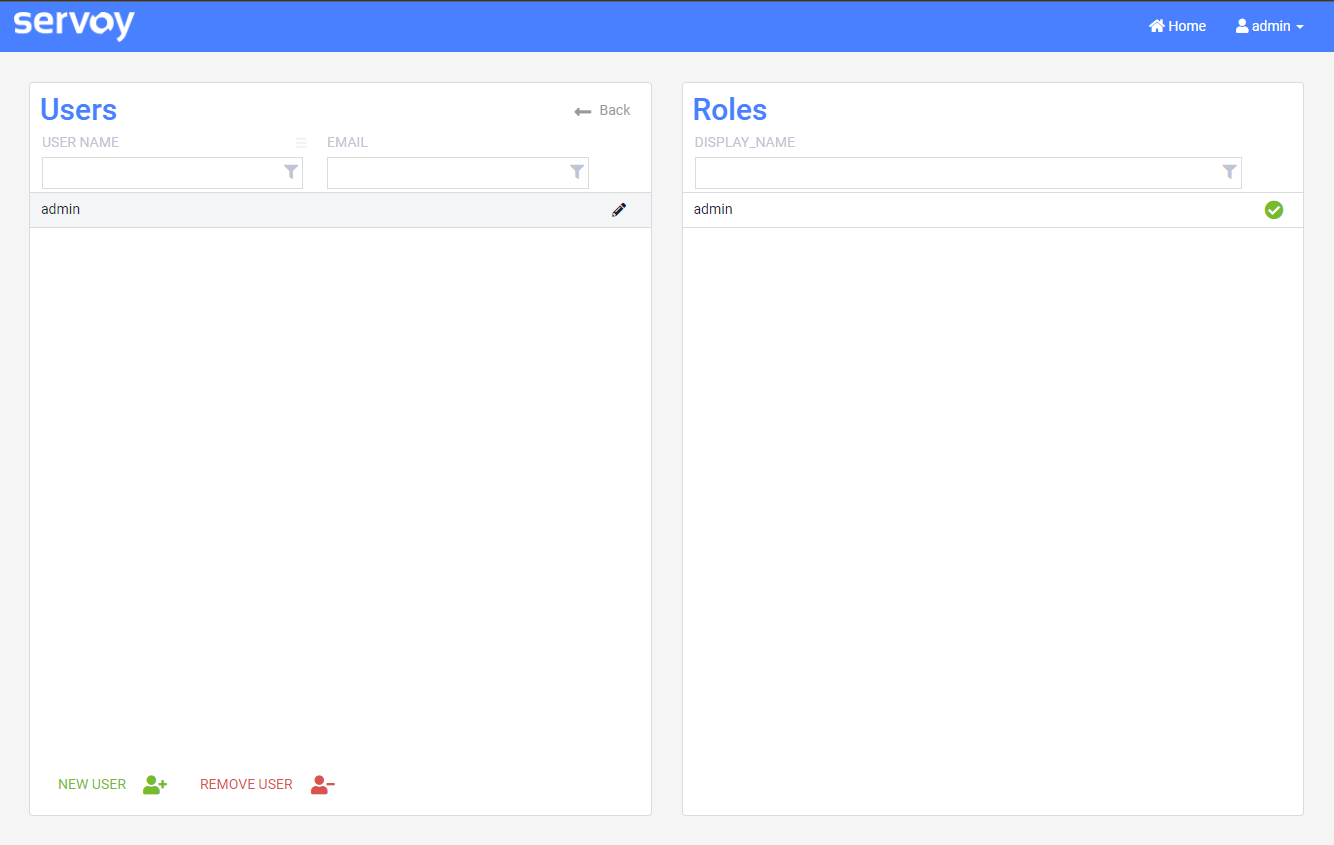 servoy
Home
admin
Users
Back
USER NAME
EMAIL
admin
NEW USER
REMOVE USER
Roles
DISPLAY_NAME
admin